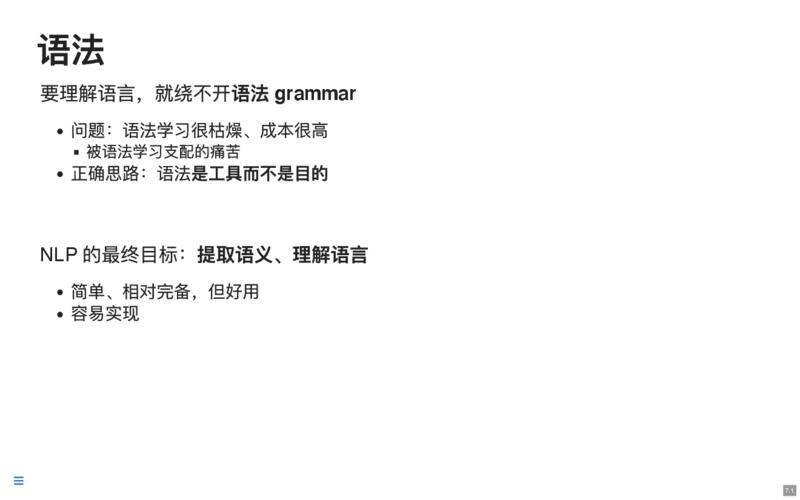 语法
要理解语言，就绕不开语法 grammar
问题：语法学习很枯燥、成本很高
被语法学习支配的痛苦
正确思路：语法是工具而不是目的
NLP 的最终目标：提取语义、理解语言
简单、相对完备，但好用
容易实现
7.1